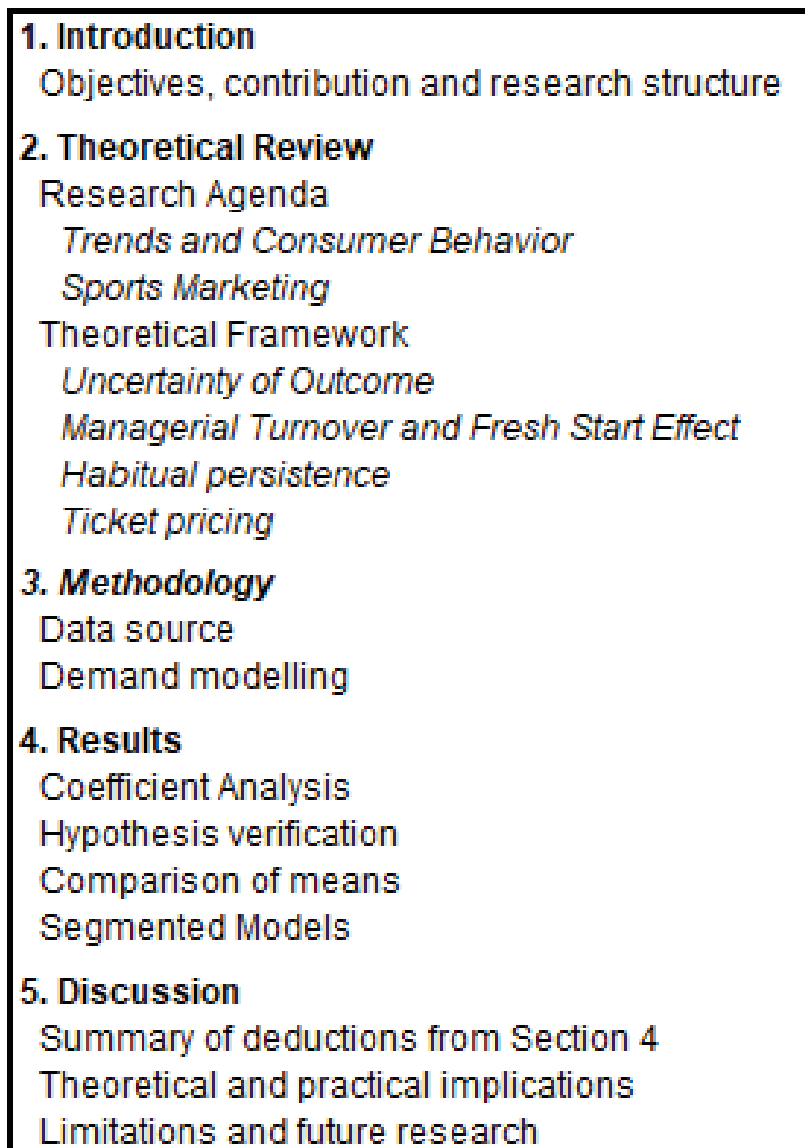 1. Introduction
Objectives, contribution and research structure
2. Theoretical Review
Research Agenda
Trends and Consumer Behavior
Sports Marketing
Theoretical Framework
Uncertainty of Outcome
Managerial Turnover and Fresh Start Effect
Habitual persistence
Ticket pricing
3. Methodology
Data source
Demand modelling
4. Results
Coefficient Analysis
Hypothesis verification
Comparison of means
Segmented Models
5. Discussion
Summary of deductions from Section 4
Theoretical and practical implications
Limitations and future research